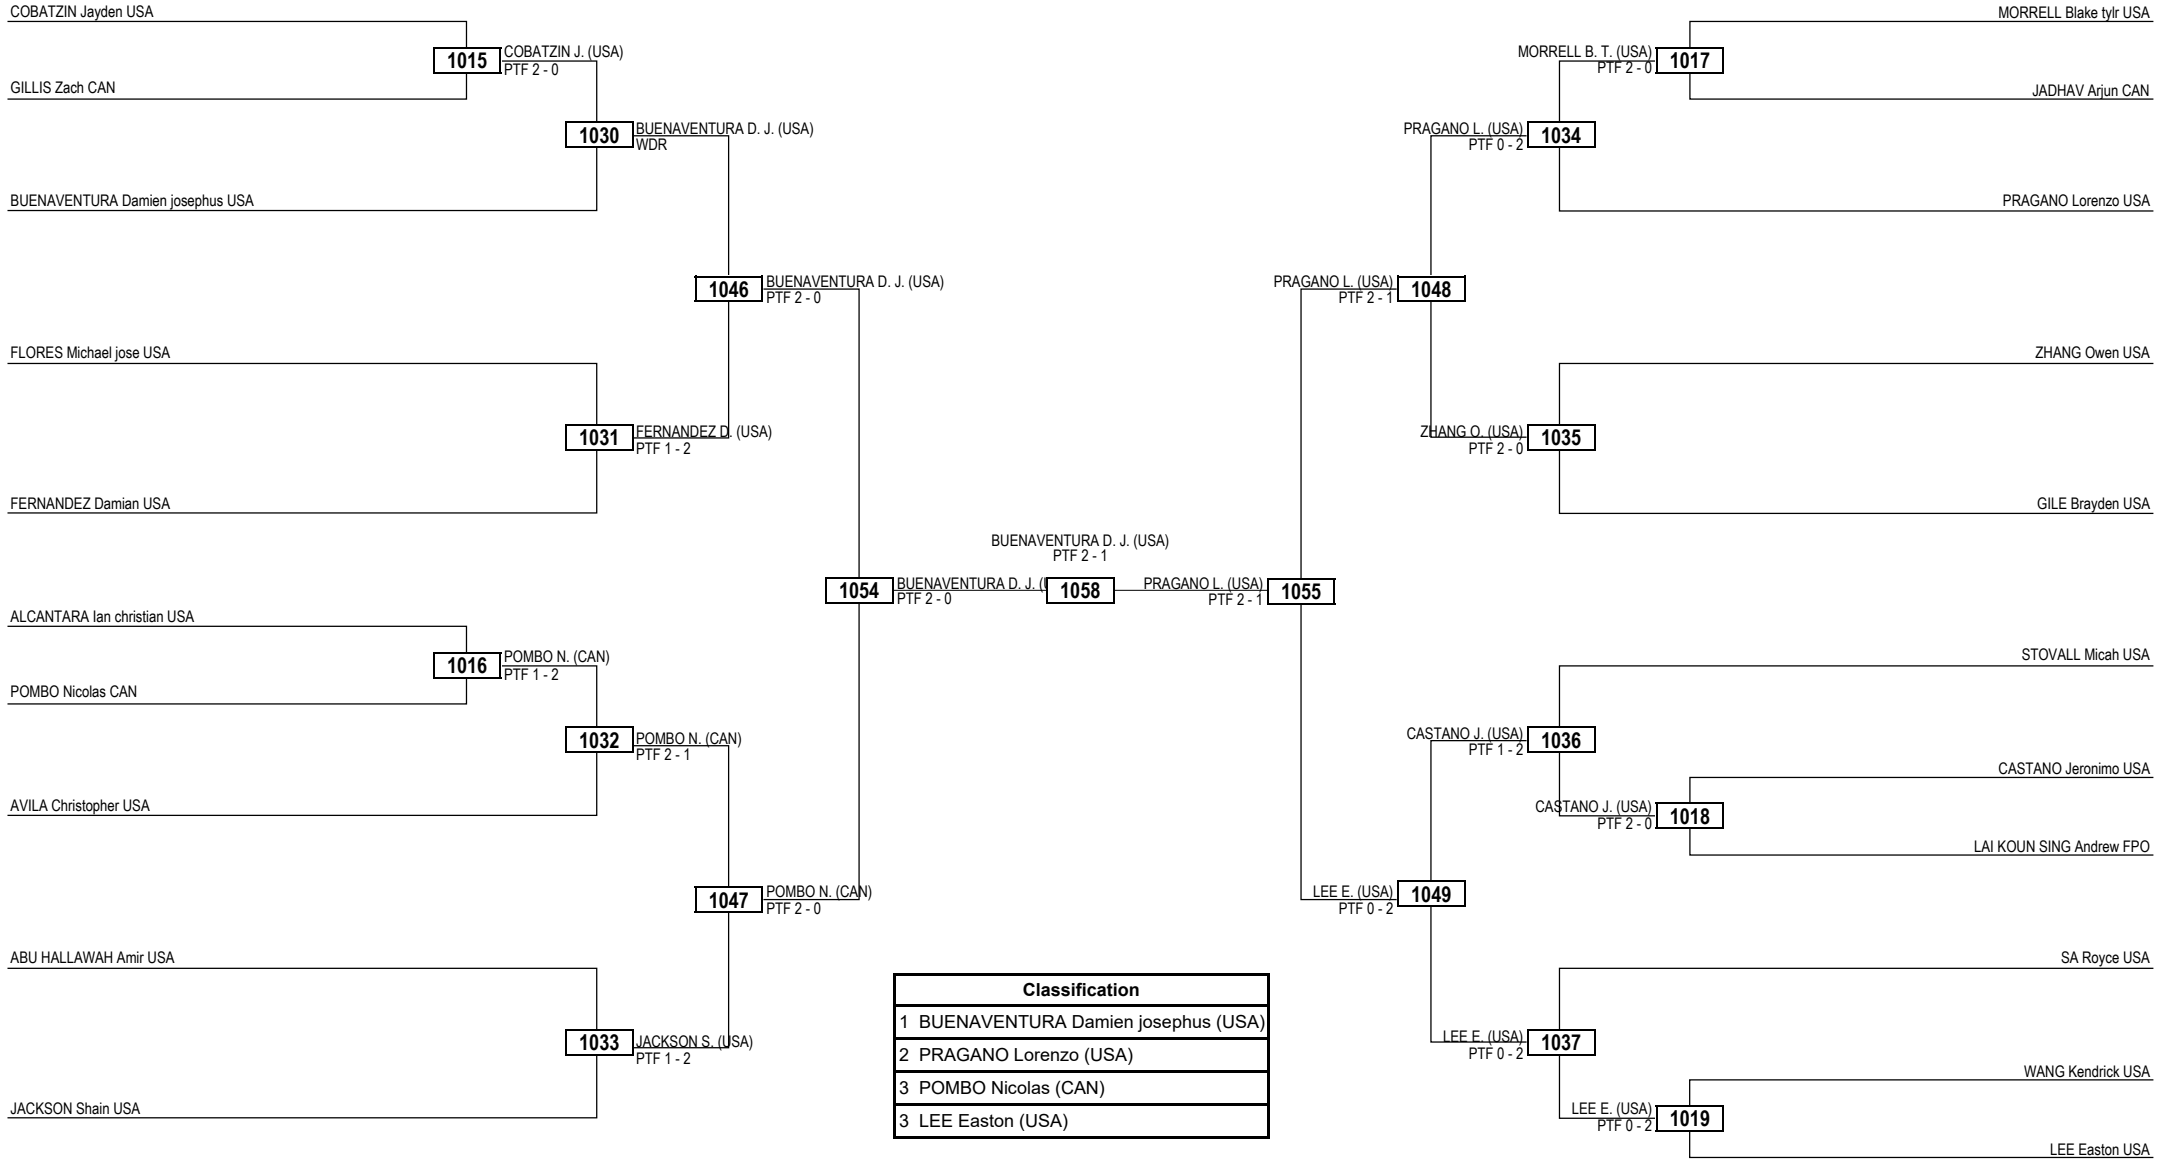 COBATZIN Jayden USA
1015
COBATZIN J. (USA)
PTF 2 - 0
GILLIS Zach CAN
1030
BUENAVENTURA D. J. (USA)
WDR
BUENAVENTURA Damien josephus USA
1046
BUENAVENTURA D. J. (USA)
PTF 2 - 0
FLORES Michael jose USA
1031
FERNANDEZ D. (USA)
PTF 1 - 2
FERNANDEZ Damian USA
1054
BUENAVENTURA D. J. (
PTF 2 - 0
ALCANTARA Ian christian USA
1016
POMBO N. (CAN)
PTF 1 - 2
POMBO Nicolas CAN
1032
POMBO N. (CAN)
PTF 2 - 1
AVILA Christopher USA
1047
POMBO N. (CAN)
PTF 2 - 0
ABU HALLAWAH Amir USA
1033
JACKSON S. (USA)
PTF 1 - 2
JACKSON Shain USA
BUENAVENTURA D. J. (USA)
PTF 2 - 1
1058
MORRELL Blake tylr USA
MORRELL B. T. (USA)
PTF 2 - 0
1017
JADHAV Arjun CAN
PRAGANO L. (USA)
PTF 0 - 2
1034
PRAGANO Lorenzo USA
PRAGANO L. (USA)
PTF 2 - 1
1048
ZHANG Owen USA
ZHANG O. (USA)
PTF 2 - 0
1035
GILE Brayden USA
PRAGANO L. (USA)
PTF 2 - 1
1055
STOVALL Micah USA
CASTANO J. (USA)
PTF 1 - 2
1036
CASTANO Jeronimo USA
CASTANO J. (USA)
PTF 2 - 0
1018
LAI KOUN SING Andrew FPO
LEE E. (USA)
PTF 0 - 2
1049
SA Royce USA
LEE E. (USA)
PTF 0 - 2
1037
WANG Kendrick USA
LEE E. (USA)
PTF 0 - 2
1019
LEE Easton USA
Classification
1 BUENAVENTURA Damien josephus (USA)
2 PRAGANO Lorenzo (USA)
3 POMBO Nicolas (CAN)
3 LEE Easton (USA)